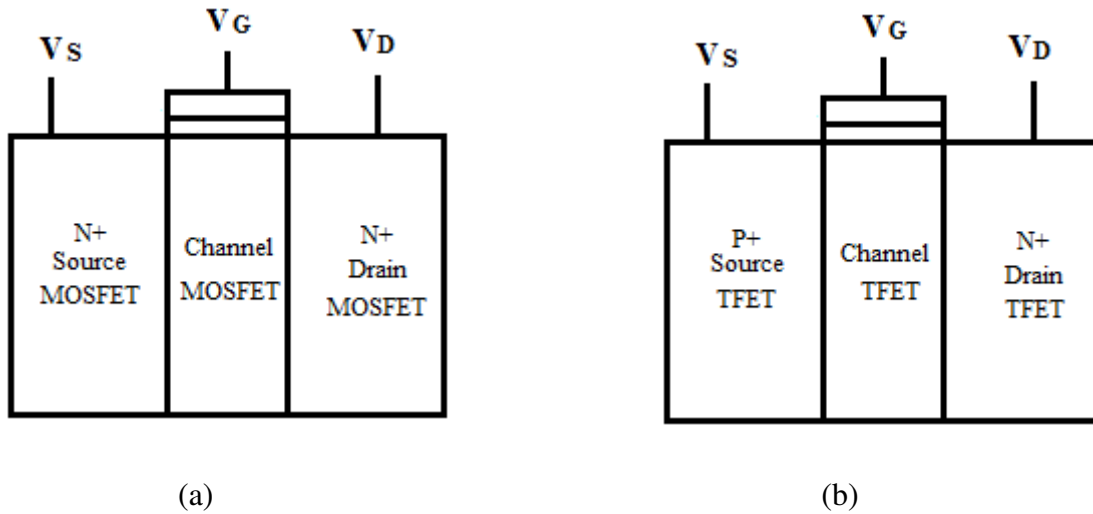 VS
VG
VD
N+
Source
MOSFET
Channel
MOSFET
N+
Drain
MOSFET
(a)
VS
VG
VD
P+
Source
TFET
Channel
TFET
N+
Drain
TFET
(b)